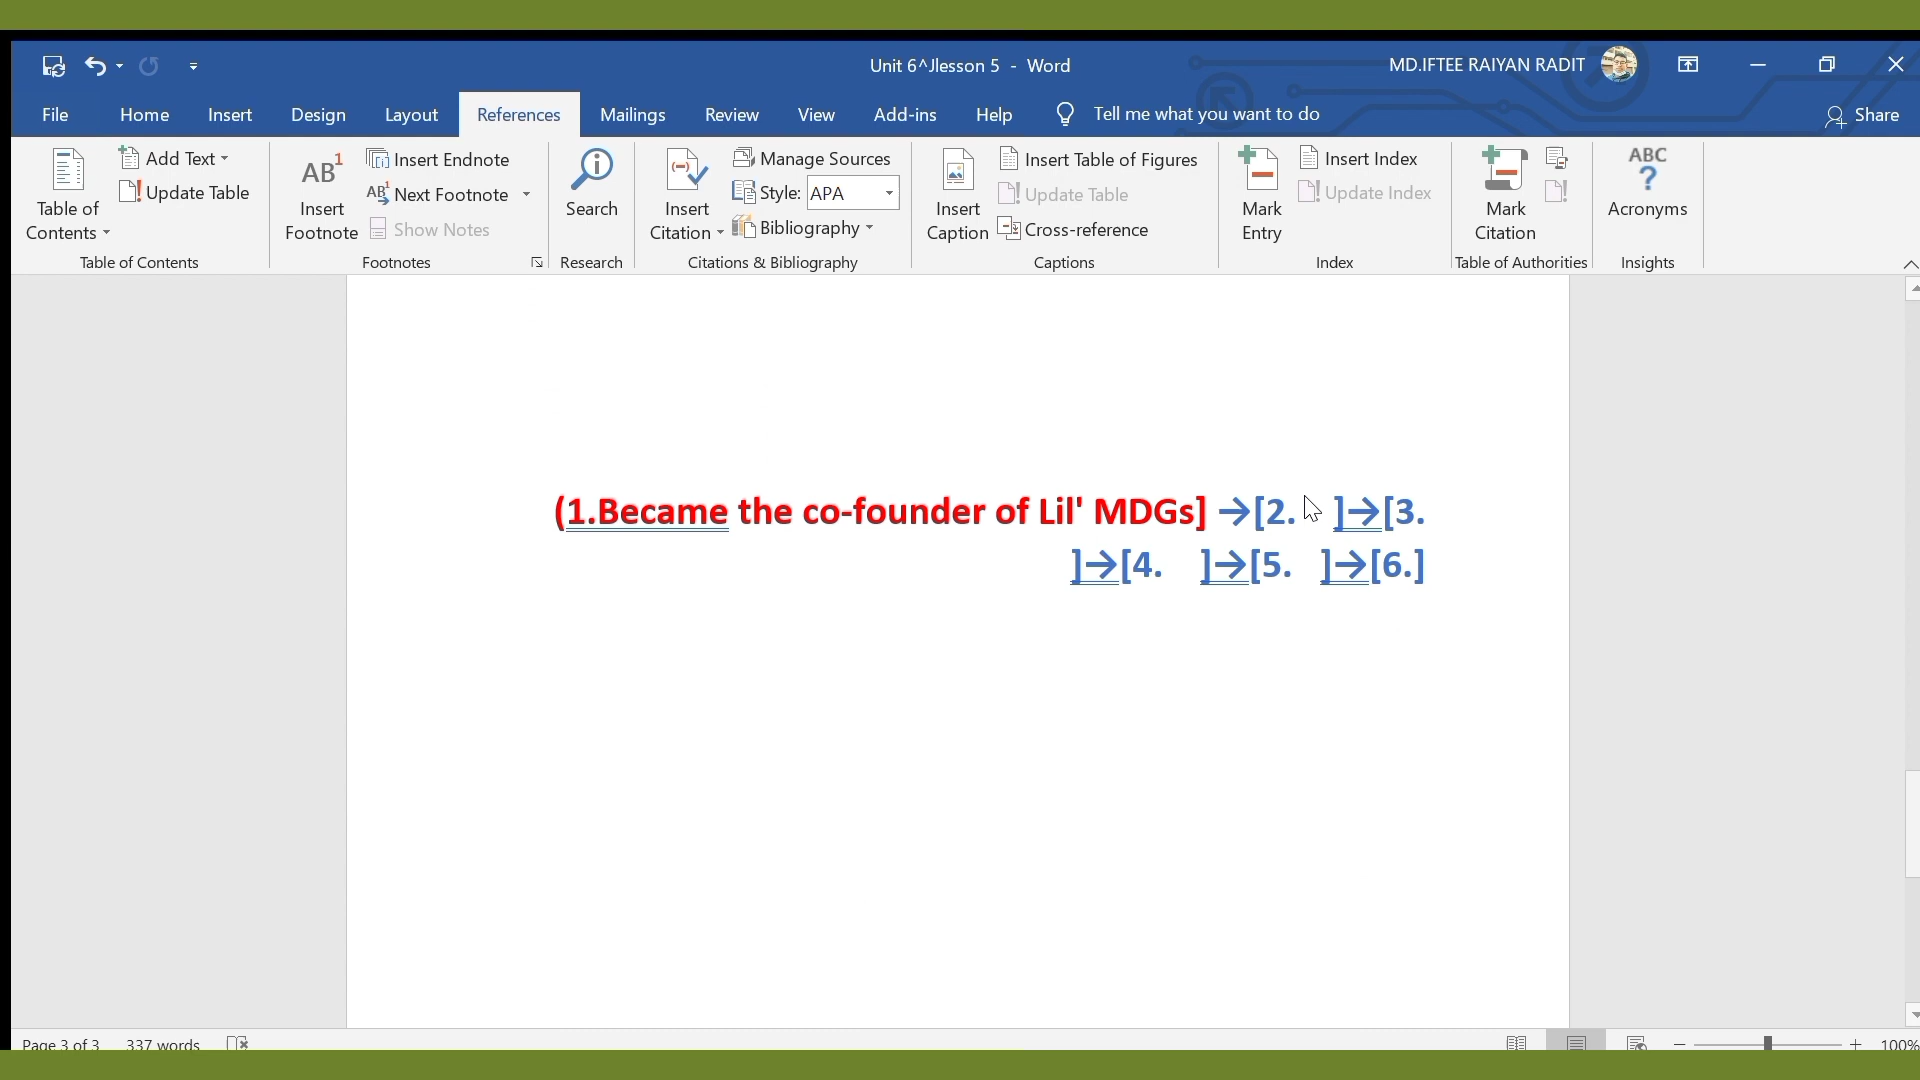 Unit 6^Jlesson 5 - Word
MD.IFTEE RAIYAN RADIT
File Home Insert Design Layout References Mailings Review View Add-ins Help Tell me what you want to do Share
Table of Contents
Add Text
Update Table
Table of Contents
AB1
Insert Footnote
Insert Endnote
Next Footnote
Show Notes
Footnotes
Search
Research
Insert Citation
Manage Sources
Style: APA
Bibliography
Citations & Bibliography
Insert Caption
Insert Table of Figures
Update Table
Cross-reference
Captions
Mark Entry
Insert Index
Update Index
Index
Mark Citation
Table of Authorities
ABC ?
Acronyms
Insights
(1.Became the co-founder of Lil' MDGs] →[2. ]→[3.
]→[4. ]→[5. ]→[6.]
Page 3 of 3 337 words 100%